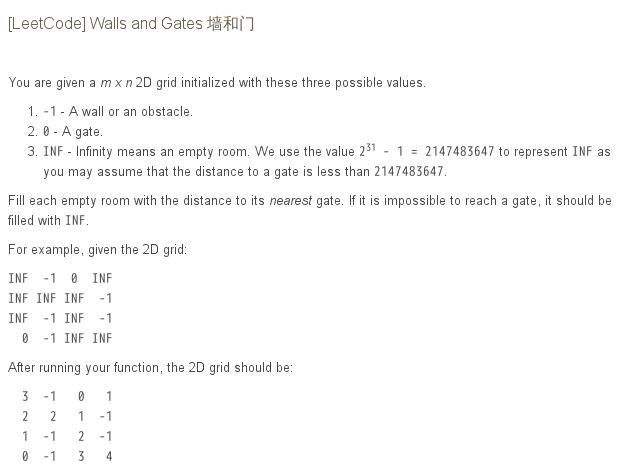 [LeetCode] Walls and Gates 墙和门
You are given a m x n 2D grid initialized with these three possible values.
1. -1 - A wall or an obstacle.
2. 0 - A gate.
3. INF - Infinity means an empty room. We use the value 2³¹ - 1 = 2147483647 to represent INF as
you may assume that the distance to a gate is less than 2147483647.
Fill each empty room with the distance to its nearest gate. If it is impossible to reach a gate, it should be
filled with INF.
For example, given the 2D grid:
INF -1 0 INF
INF INF INF -1
INF -1 INF -1
0 -1 INF INF
After running your function, the 2D grid should be:
3 -1 0 1
2 2 1 -1
1 -1 2 -1
0 -1 3 4